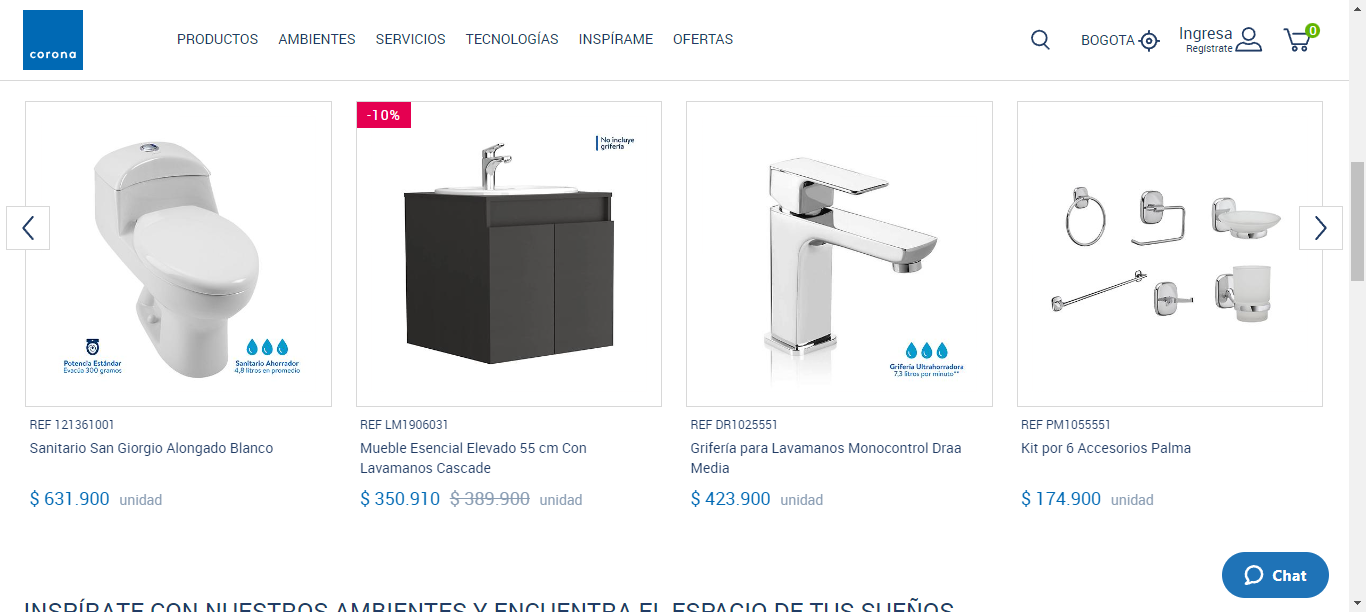 corona
PRODUCTOS AMBIENTES SERVICIOS TECNOLOGÍAS INSPÍRAME OFERTAS
BOGOTA
Ingresa
Regístrate
0
-10%
No incluye
grifería
Potencia Estándar
Evacúa 300 gramos
Sanitario Ahorrador
4,8 litros en promedio
Grifería Ultrahorradora
7,3 litros por minuto**
REF 121361001
Sanitario San Giorgio Alongado Blanco
$ 631.900 unidad
REF LM1906031
Mueble Esencial Elevado 55 cm Con
Lavamanos Cascade
$ 350.910 $ 389.900 unidad
REF DR1025551
Grifería para Lavamanos Monocontrol Draa
Media
$ 423.900 unidad
REF PM1055551
Kit por 6 Accesorios Palma
$ 174.900 unidad
Chat
INSPÍRATE CON NUESTROS AMBIENTES Y ENCUENTRA EL ESPACIO DE TUS SUEÑOS